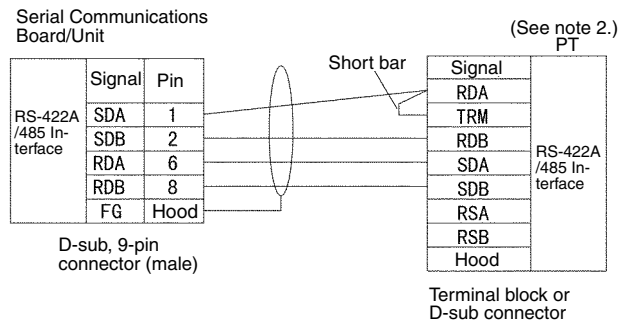 Serial Communications
Board/Unit
(See note 2.)
PT
Short bar
Signal Pin
RS-422A
/485 In-
terface
SDA 1
SDB 2
RDA 6
RDB 8
FG Hood
D-sub, 9-pin
connector (male)
Signal
RDA
TRM
RDB
SDA
SDB
RSA
RSB
Hood
RS-422A
/485 In-
terface
Terminal block or
D-sub connector